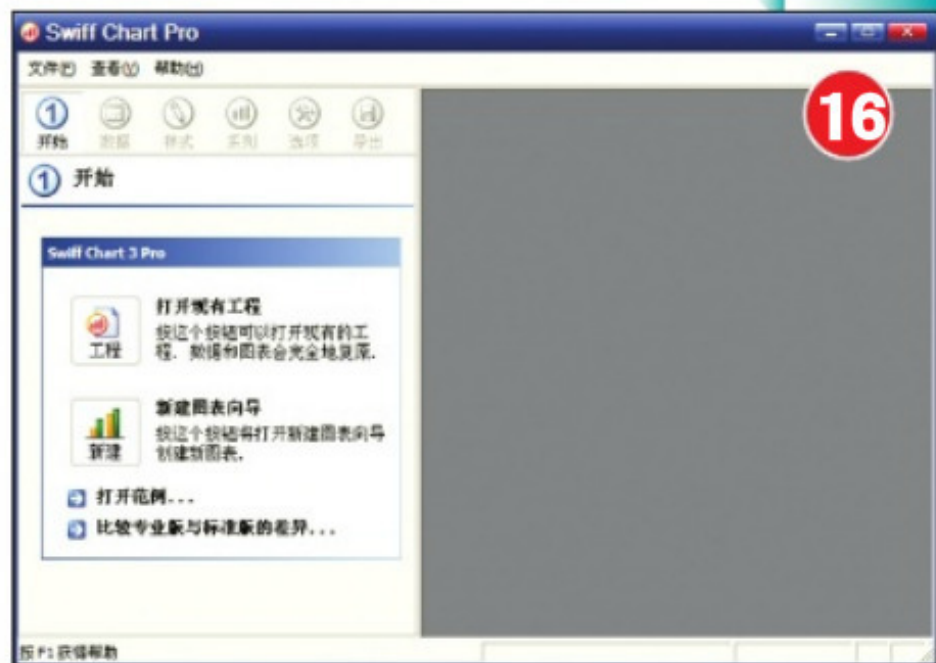 Swiff Chart Pro
文件(F) 查看(V) 帮助(H)
16
1
开始 数据 样式 系列 选项 导出
1 开始
Swiff Chart 3 Pro
打开现有工程
按这个按钮可以打开现有的工
工程 程．数据和图表会完全地复原．
新建图表向导
按这个按钮将打开新建图表向导
新建 创建新图表．
打开范例...
比较专业版与标准版的差异...
按 F1 获得帮助